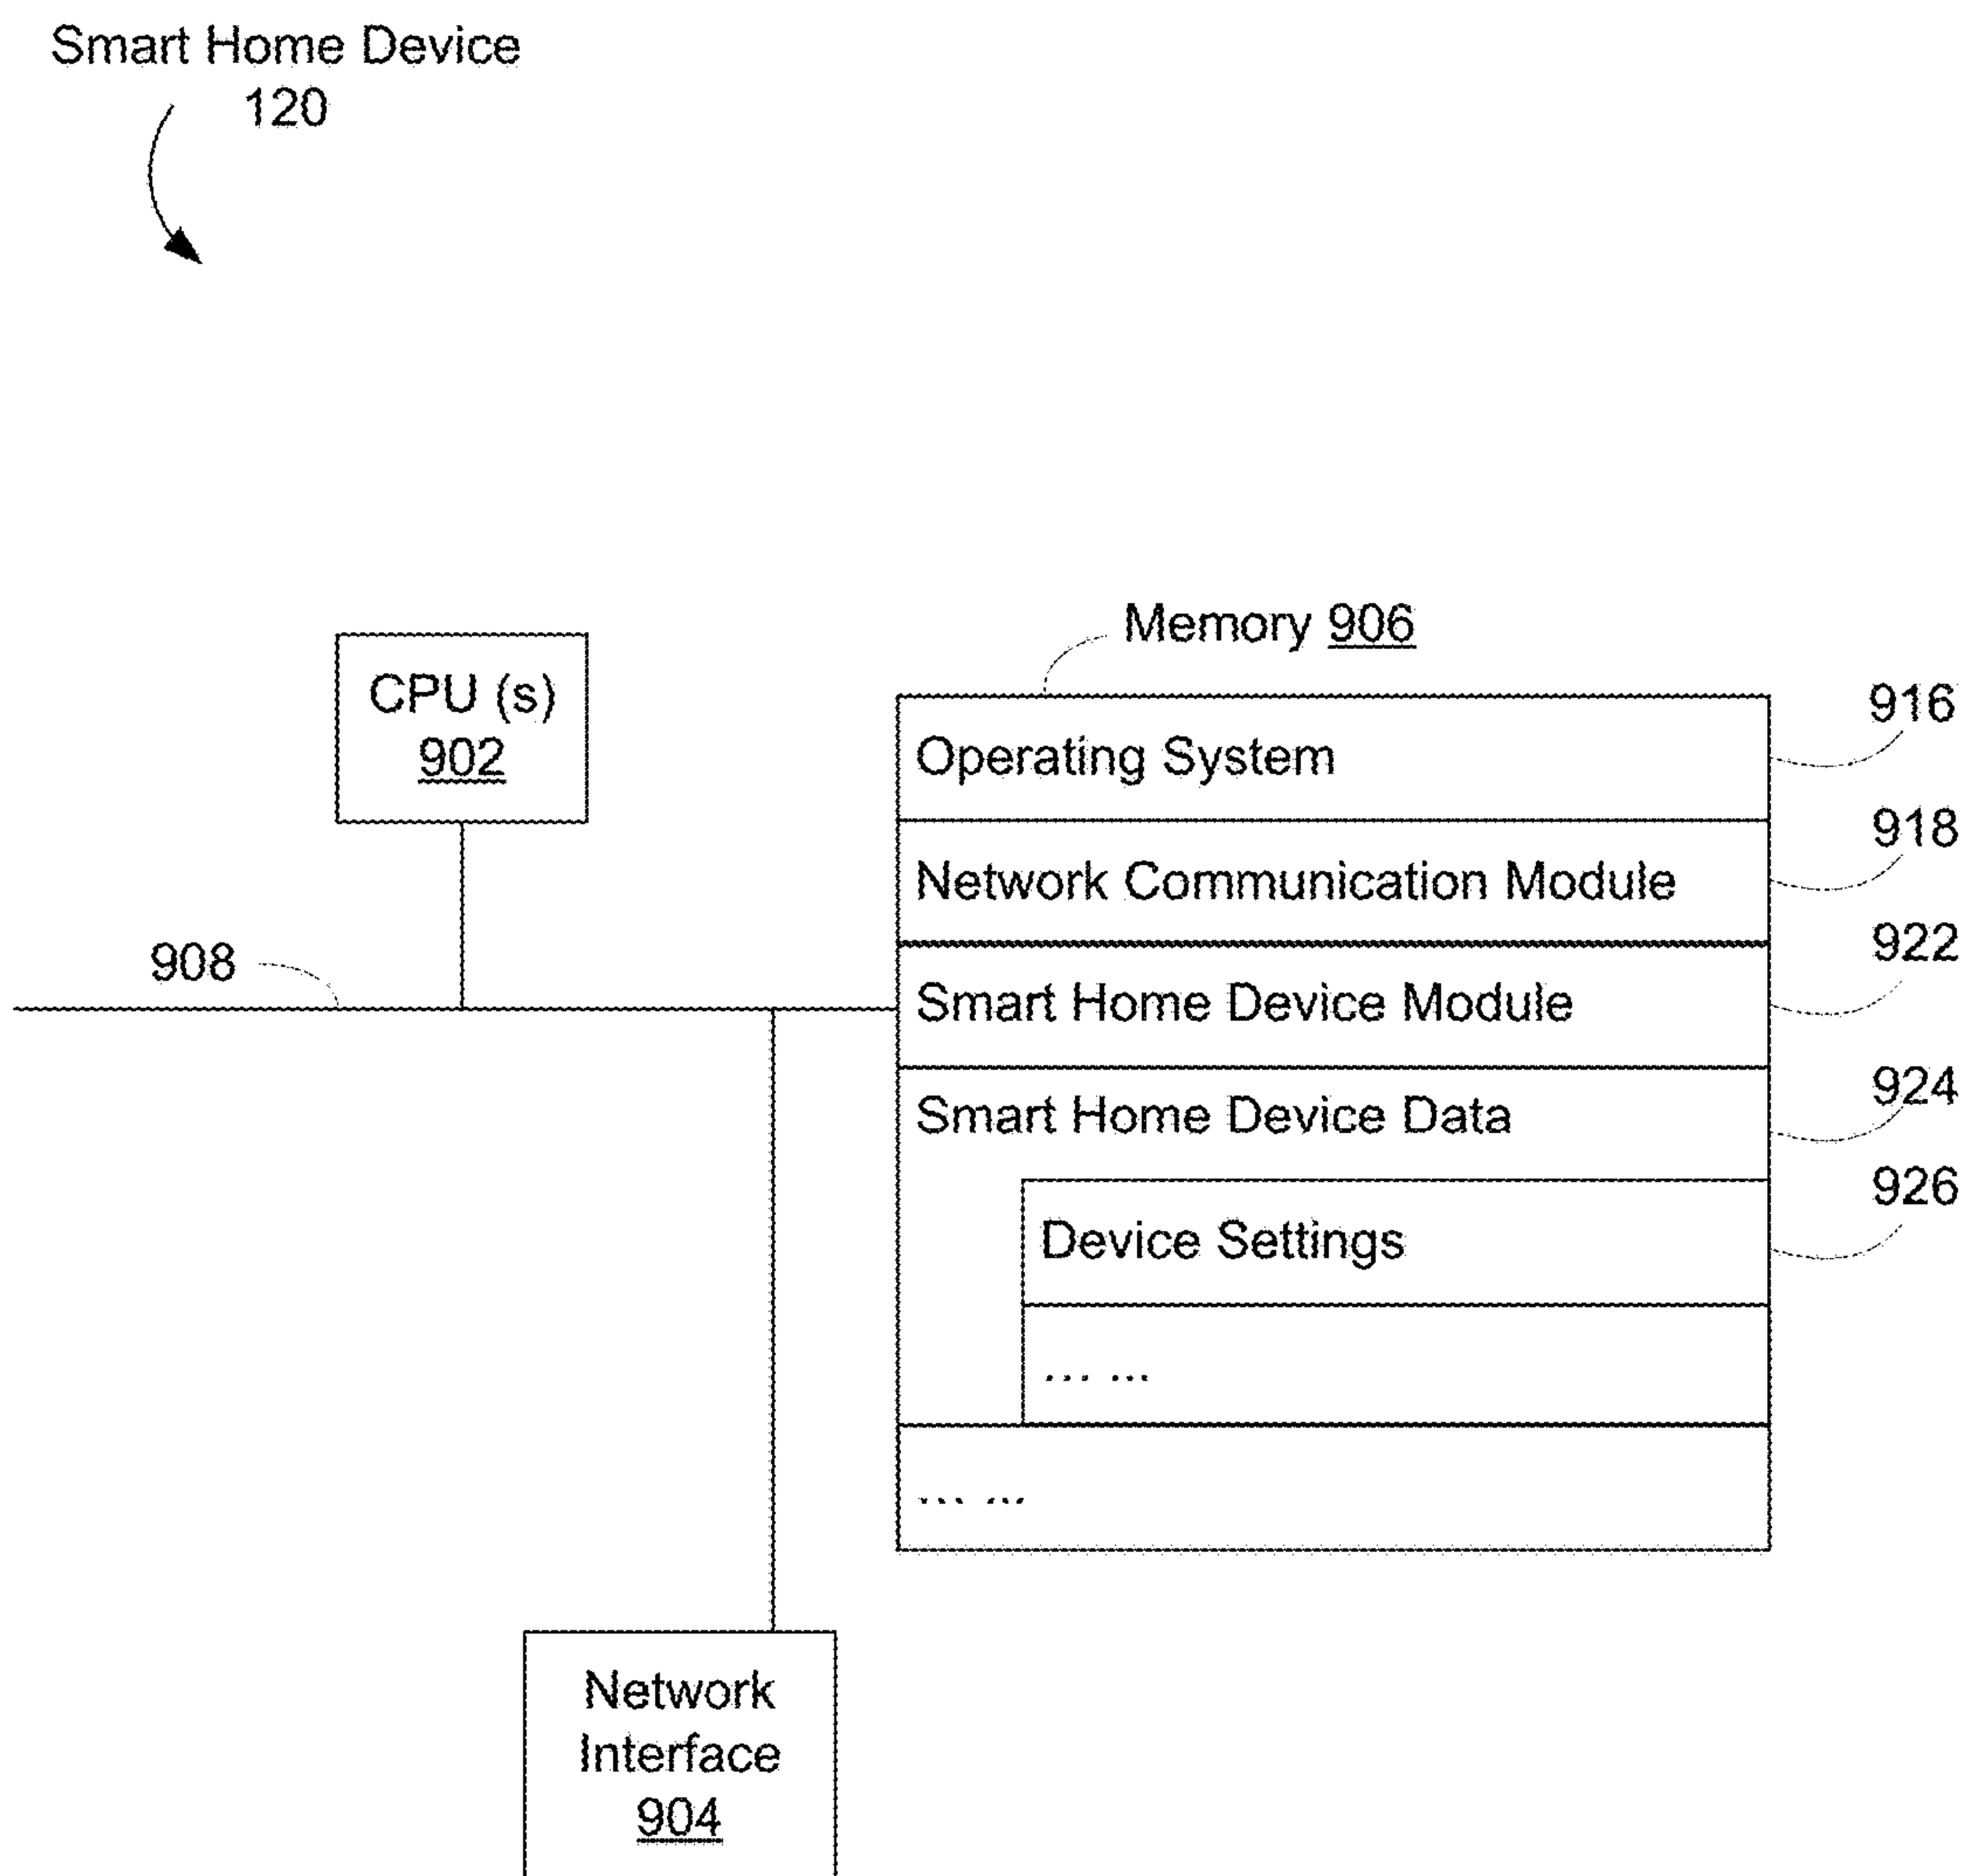 Smart Home Device
120
Memory 906
CPU (s)
902
916
Operating System
918
Network Communication Module
922
908
Smart Home Device Module
924
Smart Home Device Data
926
Device Settings
... ...
... ...
Network
Interface
904